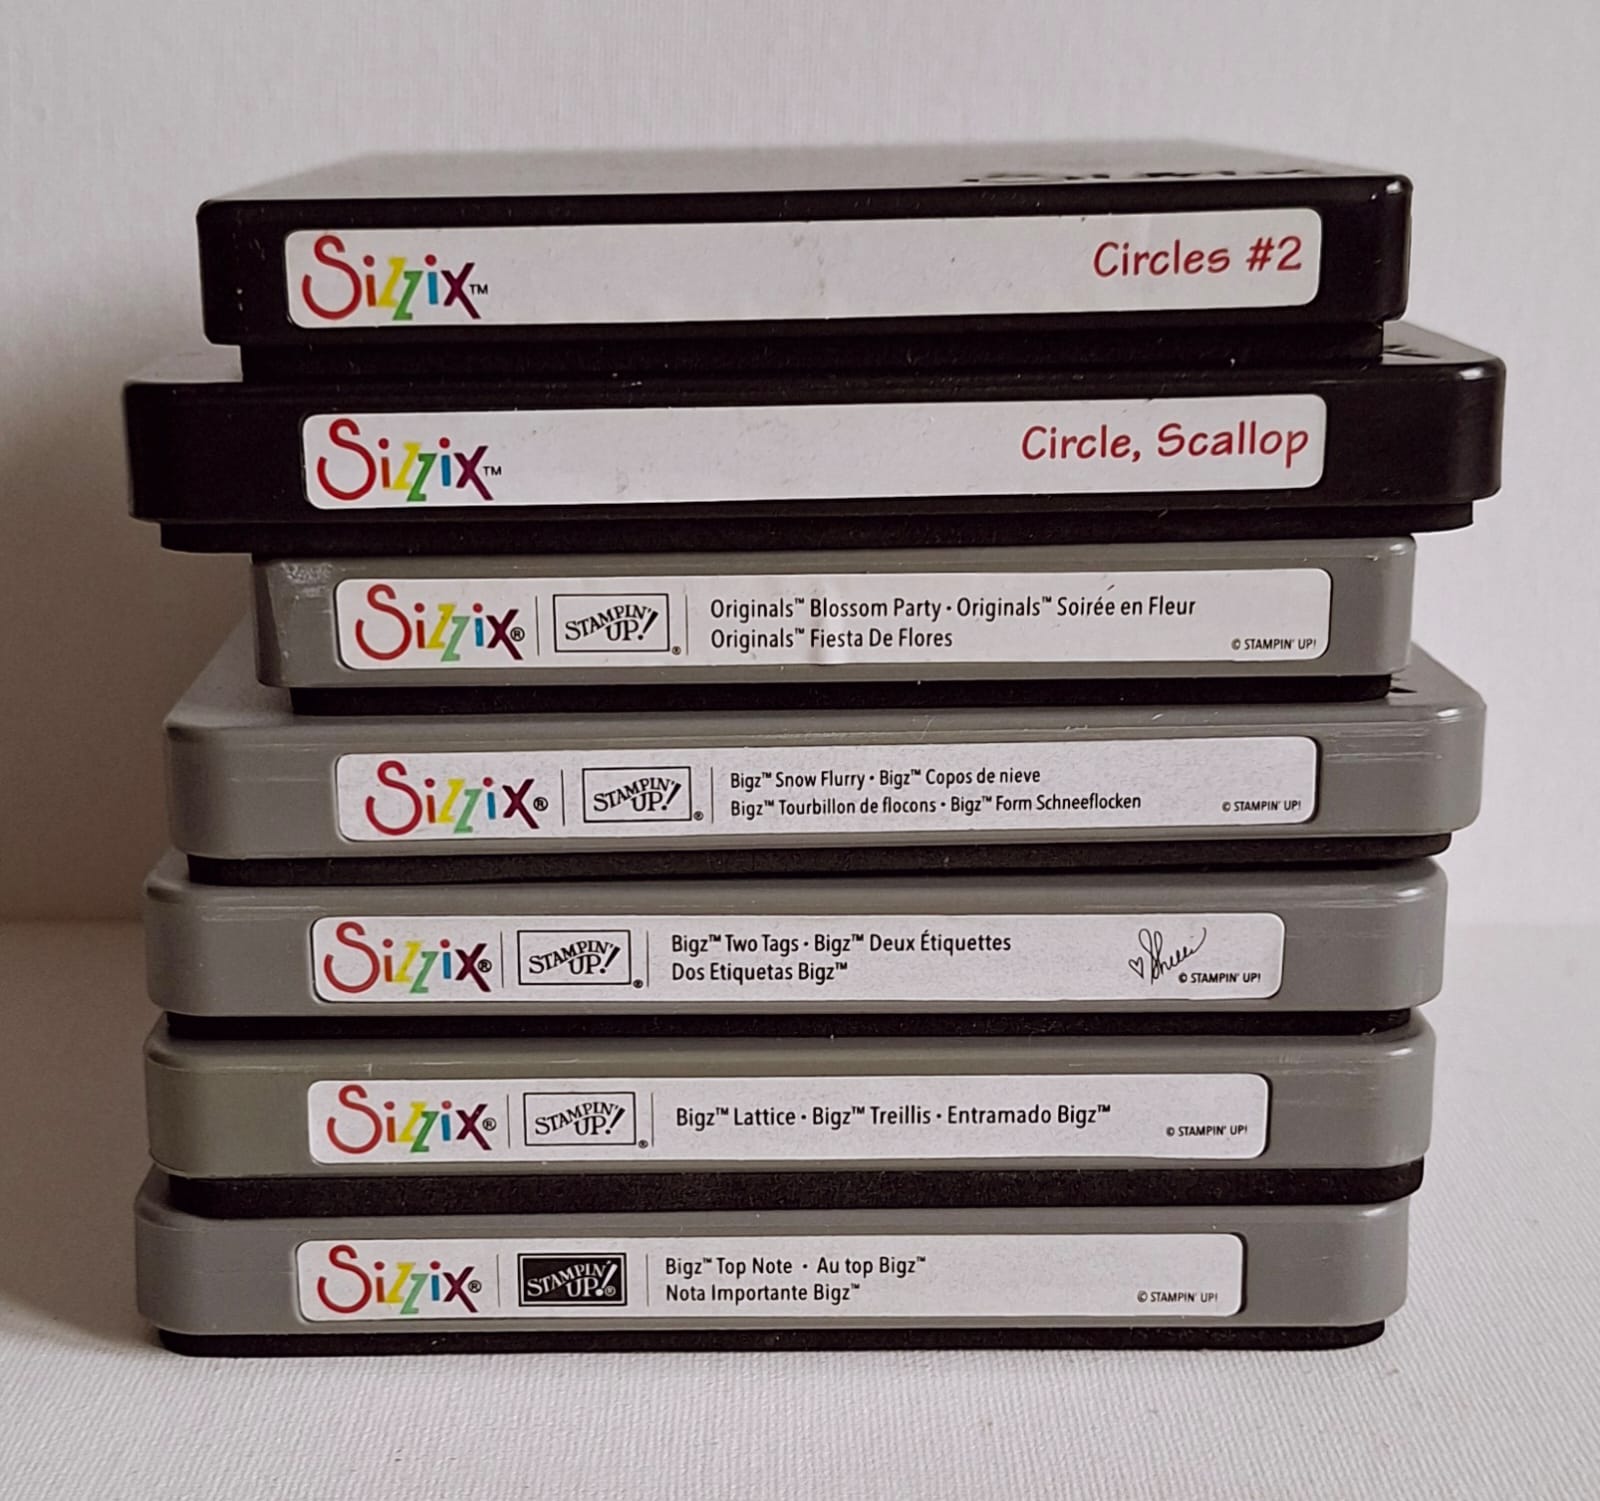 Sizzix™ Circles #2
Sizzix™ Circle, Scallop
Sizzix® STAMPIN' UP!® Originals™ Blossom Party • Originals™ Soirée en Fleur
Originals™ Fiesta De Flores © STAMPIN' UP!
Sizzix® STAMPIN' UP!® Bigz™ Snow Flurry • Bigz™ Copos de nieve
Bigz™ Tourbillon de flocons • Bigz™ Form Schneeflocken © STAMPIN' UP!
Sizzix® STAMPIN' UP!® Bigz™ Two Tags • Bigz™ Deux Étiquettes
Dos Etiquetas Bigz™ © STAMPIN' UP!
Sizzix® STAMPIN' UP!® Bigz™ Lattice • Bigz™ Treillis • Entramado Bigz™ © STAMPIN' UP!
Sizzix® STAMPIN' UP!® Bigz™ Top Note • Au top Bigz™
Nota Importante Bigz™ © STAMPIN' UP!